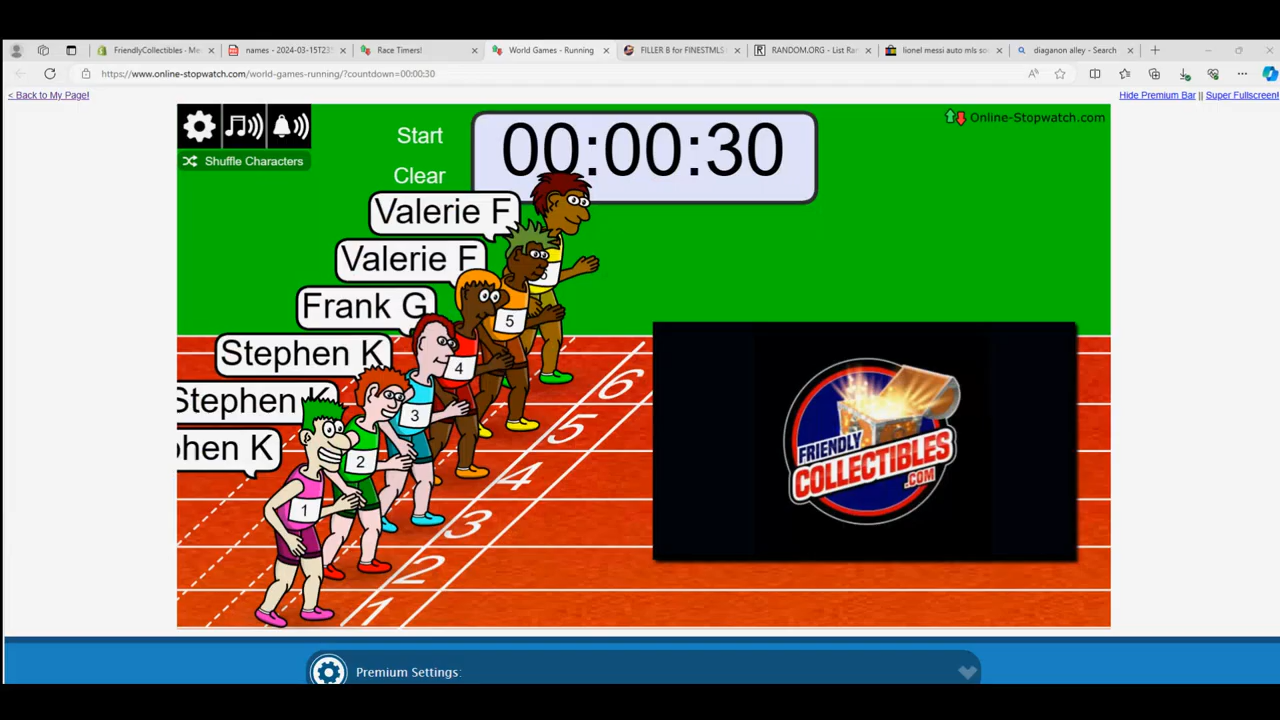 FriendlyCollectibles - Me
names - 2024-03-15T23
Race Timers!
World Games - Running
FILLER B for FINESTMLS
RANDOM.ORG - List Ra
lionel messi auto mls so
diaganon alley - Search
https://www.online-stopwatch.com/world-games-running/?countdown=00:00:30
< Back to My Page!
Hide Premium Bar || Super Fullscreen!
Start
Clear
00:00:30
Online-Stopwatch.com
Shuffle Characters
Valerie F
Valerie F
Frank G
Stephen K
Stephen K
phen K
5
4
3
2
1
6
5
4
3
2
1
FRIENDLY
COLLECTIBLES
.COM
Premium Settings: